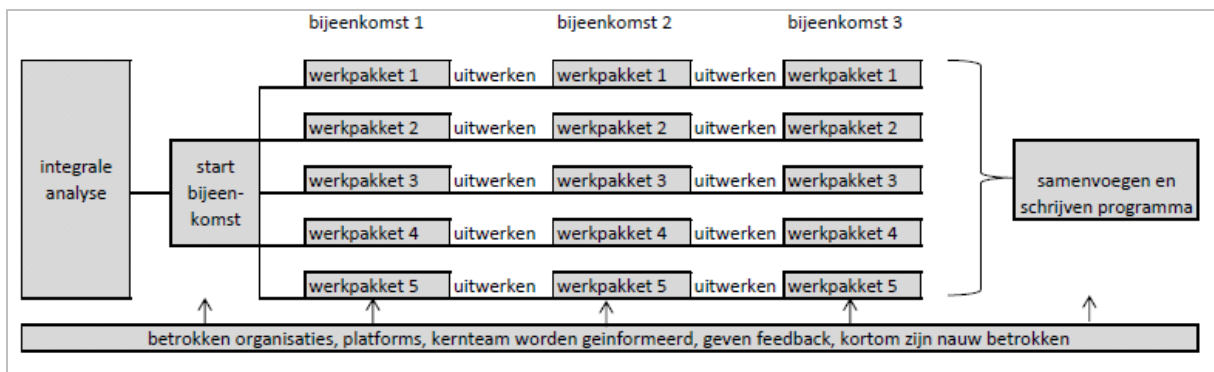 bijeenkomst 1 bijeenkomst 2 bijeenkomst 3
werkpakket 1 uitwerken werkpakket 1 uitwerken werkpakket 1
werkpakket 2 uitwerken werkpakket 2 uitwerken werkpakket 2
integrale
analyse
start
bijeen-
komst
werkpakket 3 uitwerken werkpakket 3 uitwerken werkpakket 3
werkpakket 4 uitwerken werkpakket 4 uitwerken werkpakket 4
werkpakket 5 uitwerken werkpakket 5 uitwerken werkpakket 5
samenvoegen en
schrijven programma
betrokken organisaties, platforms, kernteam worden geinformeerd, geven feedback, kortom zijn nauw betrokken